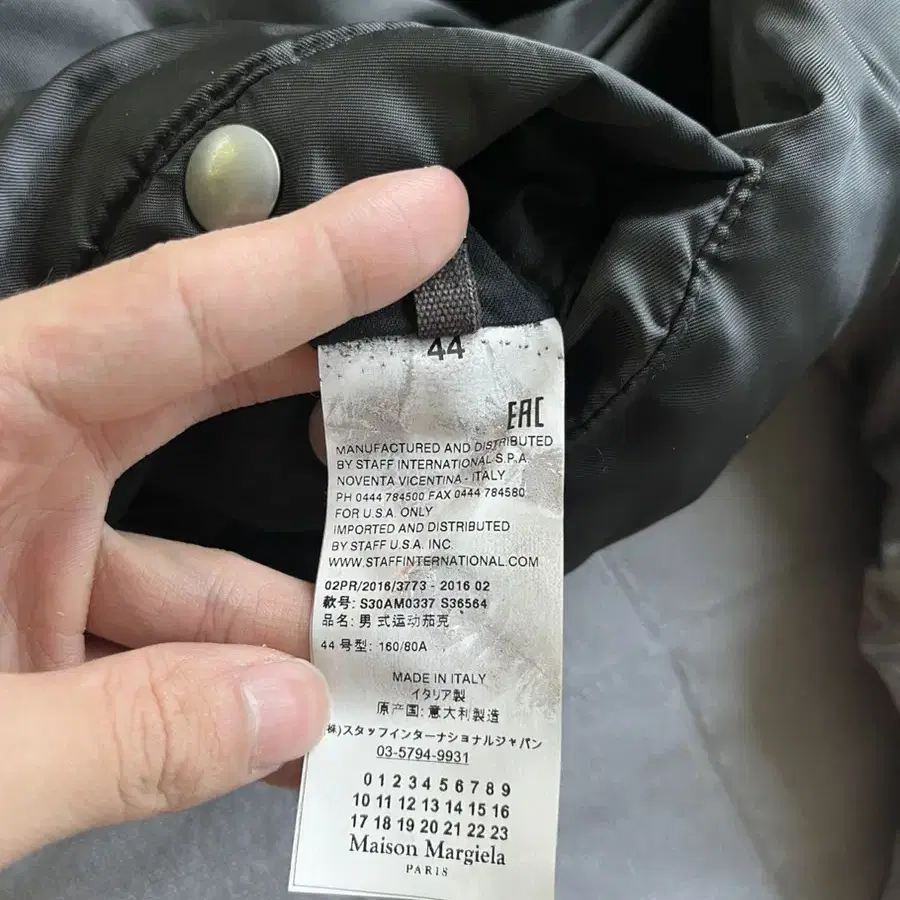 44
EAC
MANUFACTURED AND DISTRIBUTED
BY STAFF INTERNATIONAL S.P.A.
NOVENTA VICENTINA - ITALY
PH 0444 784500 FAX 0444 784580
FOR U.S.A. ONLY
IMPORTED AND DISTRIBUTED
BY STAFF U.S.A. INC.
WWW.STAFFINTERNATIONAL.COM
02PR/2016/3773 - 2016 02
款号: S30AM0337 S36564
品名: 男式运动茄克
44 号型: 160/80A
MADE IN ITALY
イタリア製
原产国: 意大利製造
株)スタッフインターナショナルジャパン
03-5794-9931
0 1 2 3 4 5 6 7 8 9
10 11 12 13 14 15 16
17 18 19 20 21 22 23
Maison Margiela
PARIS